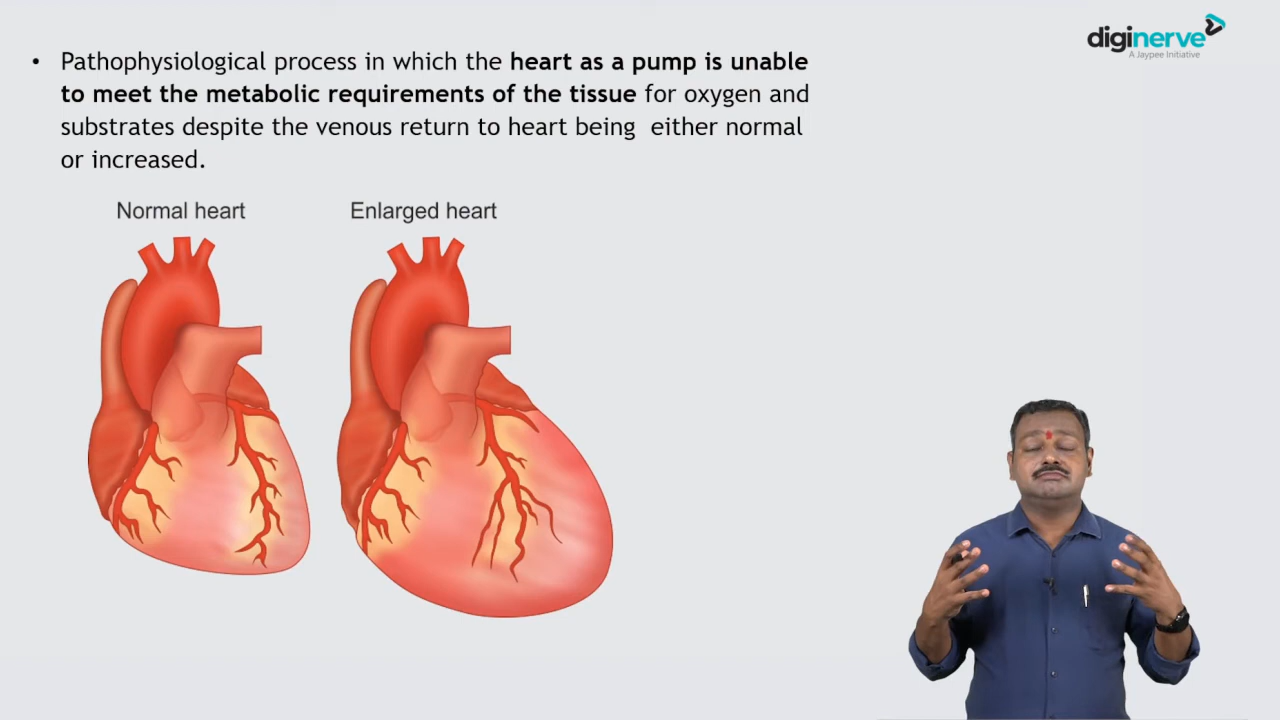 diginerve
A Jaypee Initiative
• Pathophysiological process in which the heart as a pump is unable
to meet the metabolic requirements of the tissue for oxygen and
substrates despite the venous return to heart being either normal
or increased.
Normal heart
Enlarged heart